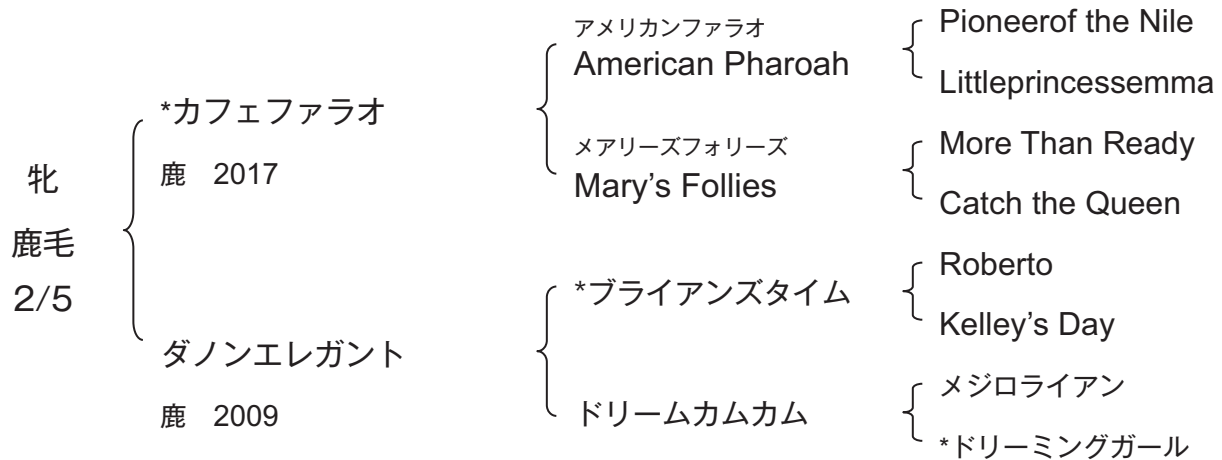 牝
鹿毛
2/5
*カフェファラオ
鹿 2017
ダノンエレガント
鹿 2009
アメリカンファラオ
American Pharoah
メアリーズフォリーズ
Mary's Follies
*ブライアンズタイム
ドリームカムカム
Pioneerof the Nile
Littleprincessemma
More Than Ready
Catch the Queen
Roberto
Kelley's Day
メジロライアン
*ドリーミングガール